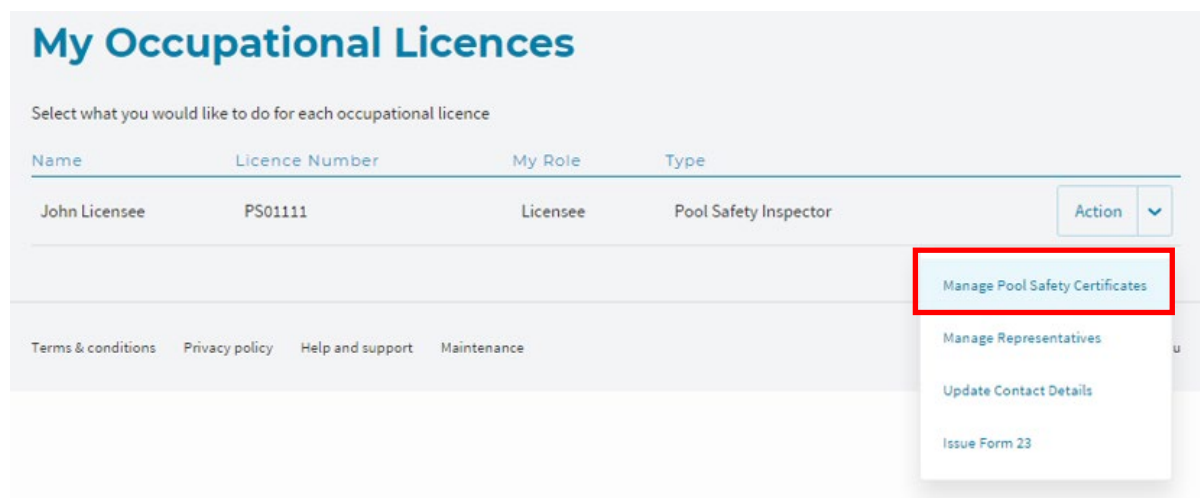 My Occupational Licences
Select what you would like to do for each occupational licence
Name Licence Number My Role Type
John Licensee PS01111 Licensee Pool Safety Inspector Action
Manage Pool Safety Certificates
Manage Representatives
Terms & conditions Privacy policy Help and support Maintenance
Update Contact Details
Issue Form 23